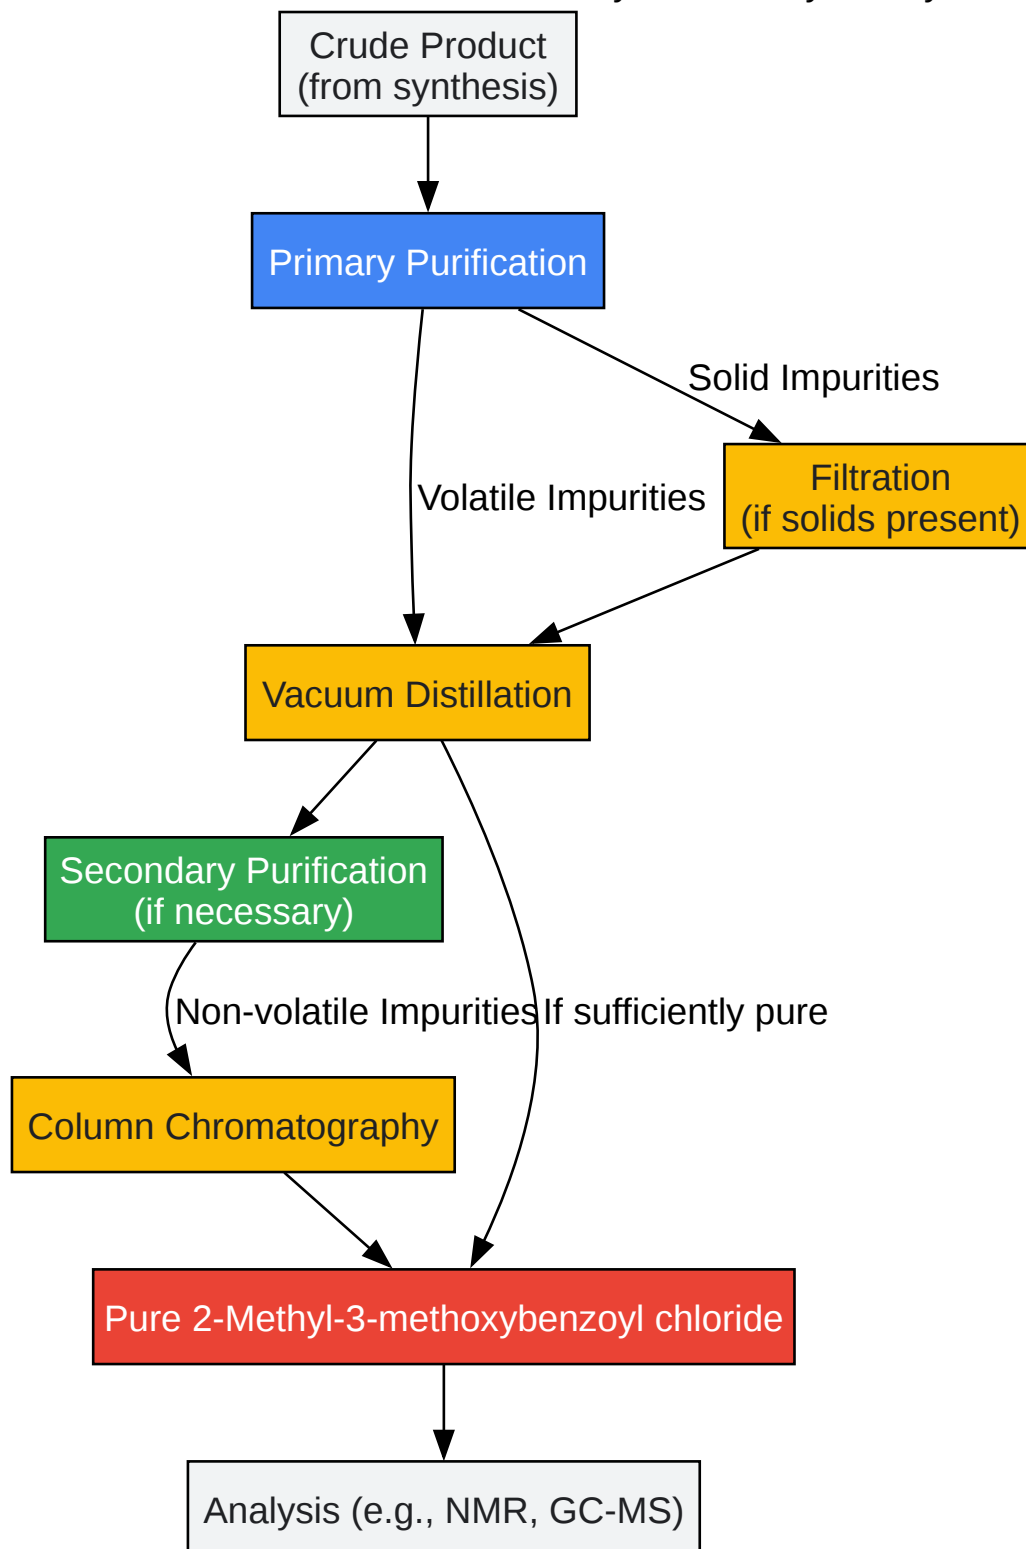 Crude Product
(from synthesis)
Primary Purification
Solid Impurities
Filtration
(if solids present)
Volatile Impurities
Vacuum Distillation
Secondary Purification
(if necessary)
Non-volatile Impurities
If sufficiently pure
Column Chromatography
Pure 2-Methyl-3-methoxybenzoyl chloride
Analysis (e.g., NMR, GC-MS)